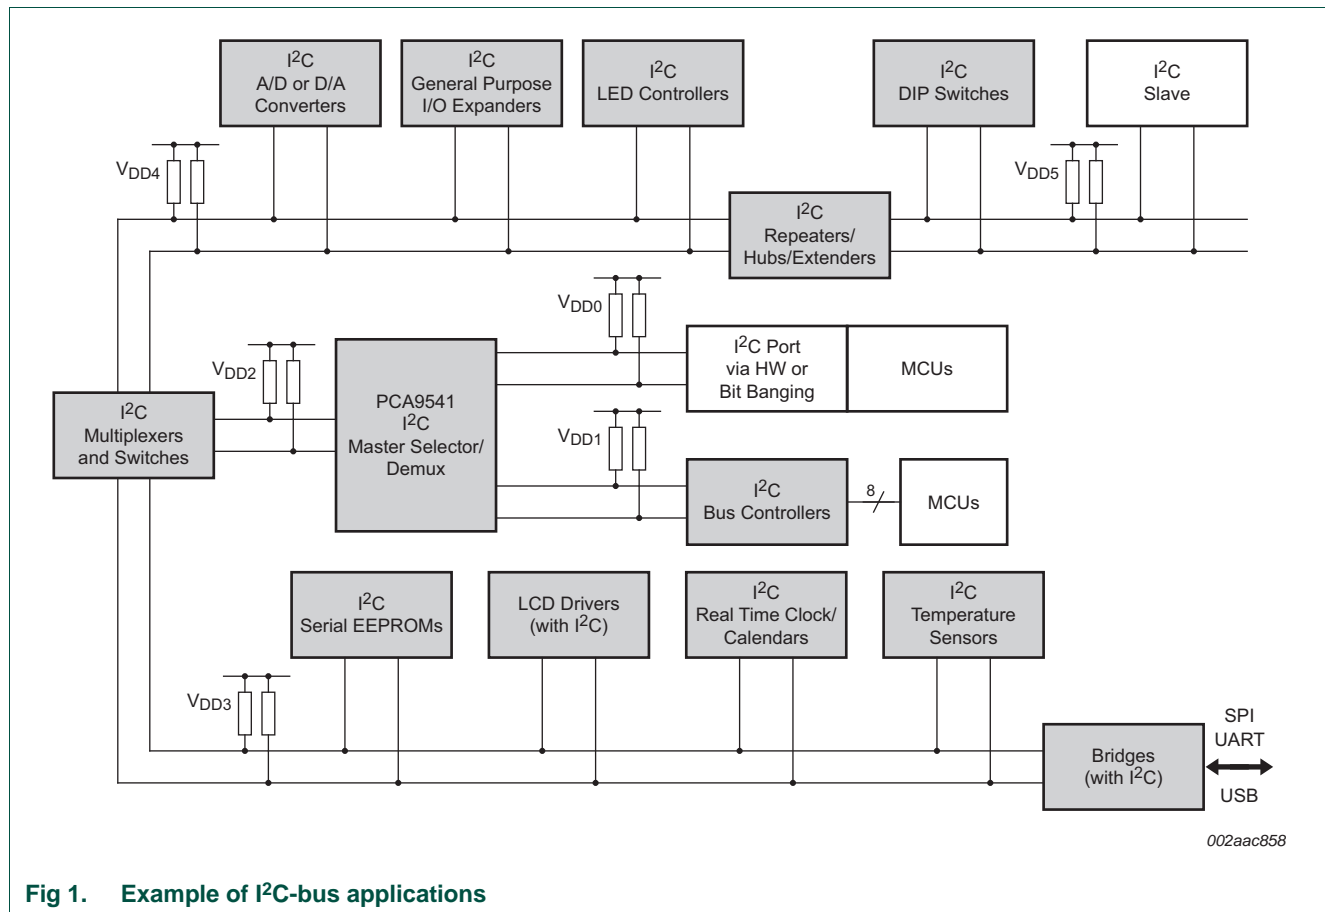 I2C
A/D or D/A
Converters
I2C
General Purpose
I/O Expanders
I2C
LED Controllers
I2C
DIP Switches
I2C
Slave
VDD4
VDD5
I2C
Repeaters/
Hubs/Extenders
VDD0
VDD2
I2C Port
via HW or
Bit Banging
MCUs
PCA9541
I2C
Master Selector/
Demux
I2C
Multiplexers
and Switches
VDD1
I2C
Bus Controllers
8
MCUs
I2C
Serial EEPROMs
LCD Drivers
(with I2C)
I2C
Real Time Clock/
Calendars
I2C
Temperature
Sensors
VDD3
Bridges
(with I2C)
SPI
UART
USB
002aac858
Fig 1. Example of I2C-bus applications